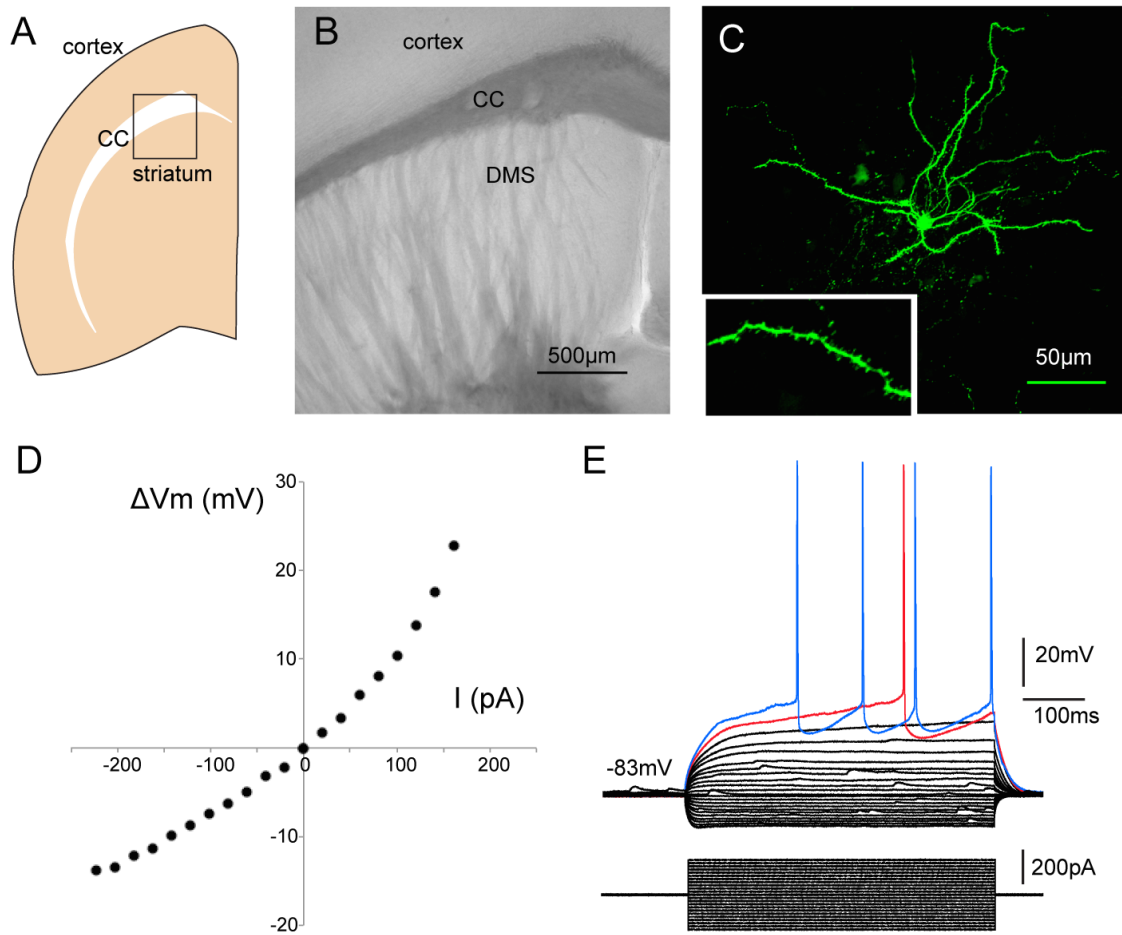 A
cortex
CC
striatum
B
cortex
CC
DMS
500µm
C
50µm
D
ΔVm (mV)
30
20
10
I (pA)
-200
-100
0
100
200
-10
-20
E
20mV
100ms
-83mV
200pA